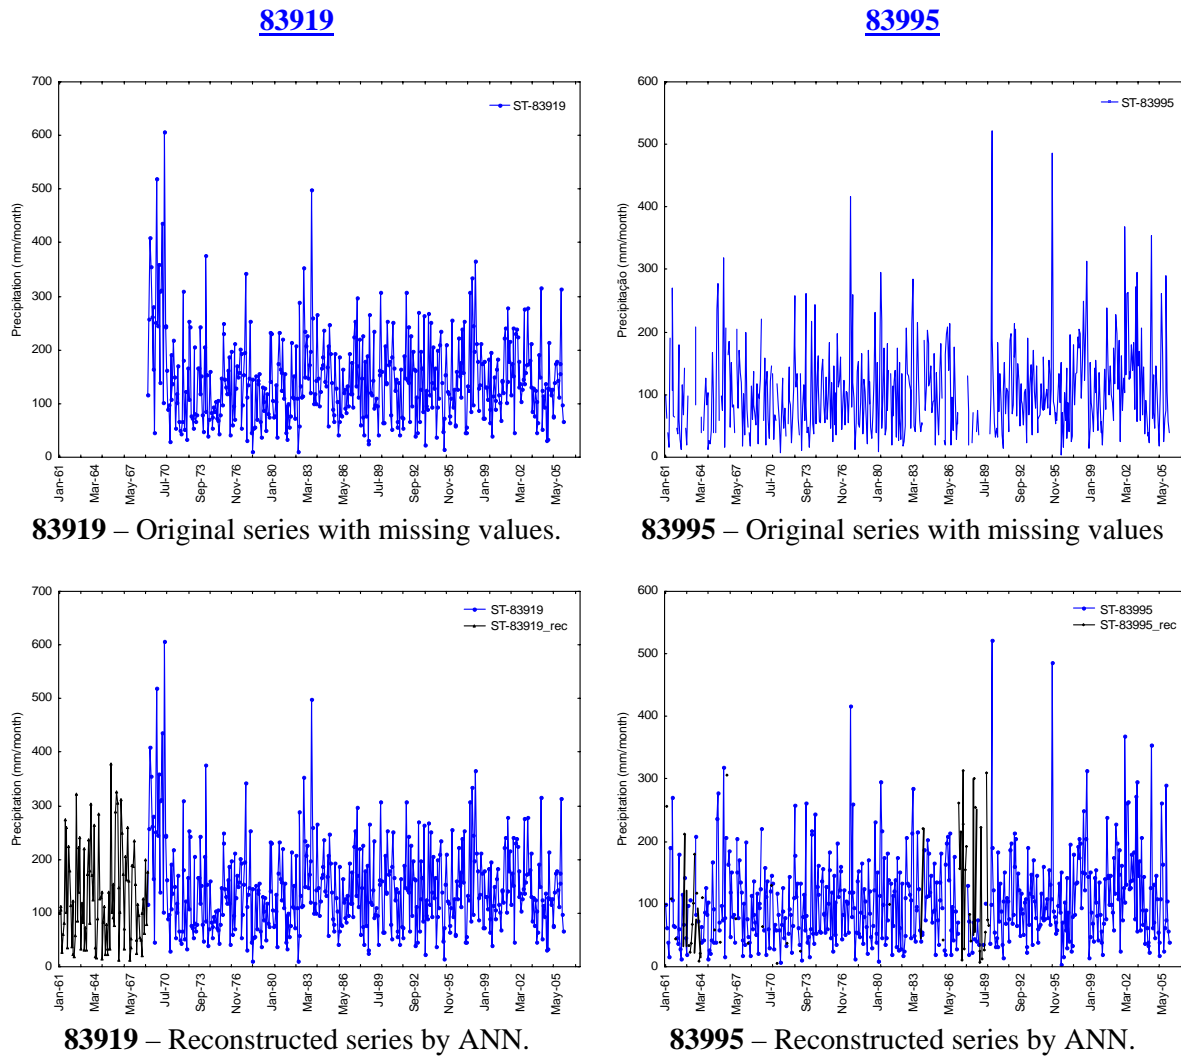 83919
83995
700
600
500
400
300
200
100
0
Precipitation (mm/month)
ST-83919
Jan-61
Mar-64
May-67
Jul-70
Sep-73
Nov-76
Jan-80
Mar-83
May-86
Jul-89
Sep-92
Nov-95
Jan-99
Mar-02
May-05
600
500
400
300
200
100
0
Precipitação (mm/month)
ST-83995
Jan-61
Mar-64
May-67
Jul-70
Sep-73
Nov-76
Jan-80
Mar-83
May-86
Jul-89
Sep-92
Nov-95
Jan-99
Mar-02
May-05
83919 – Original series with missing values.
83995 – Original series with missing values
700
600
500
400
300
200
100
0
Precipitation (mm/month)
ST-83919
ST-83919_rec
Jan-61
Mar-64
May-67
Jul-70
Sep-73
Nov-76
Jan-80
Mar-83
May-86
Jul-89
Sep-92
Nov-95
Jan-99
Mar-02
May-05
600
500
400
300
200
100
0
Precipitation (mm/month)
ST-83995
ST-83995_rec
Jan-61
Mar-64
May-67
Jul-70
Sep-73
Nov-76
Jan-80
Mar-83
May-86
Jul-89
Sep-92
Nov-95
Jan-99
Mar-02
May-05
83919 – Reconstructed series by ANN.
83995 – Reconstructed series by ANN.